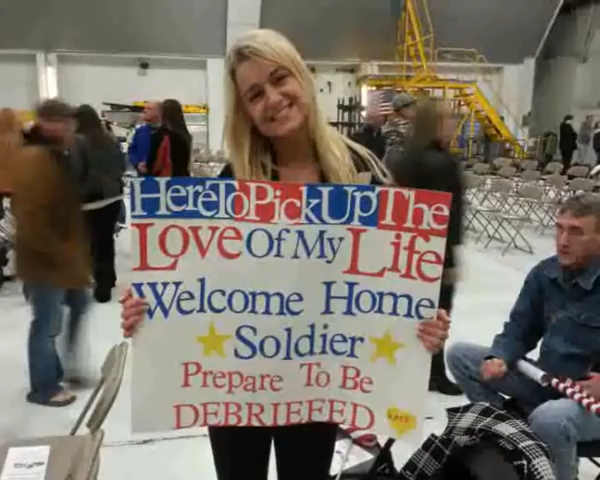 HereToPickUpThe
Love Of My Life
Welcome Home
Soldier
Prepare To Be
DEBRIEFED